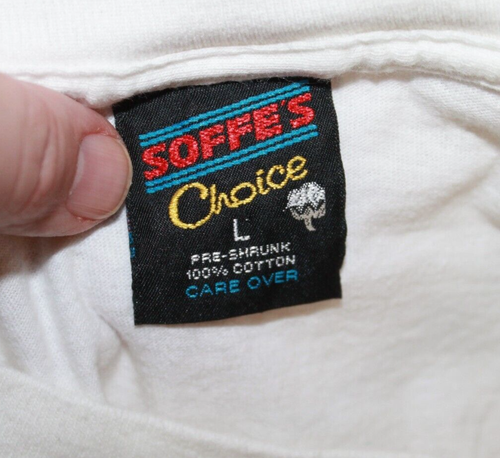 SOFFE'S
Choice
L
PRE-SHRUNK
100% COTTON
CARE OVER